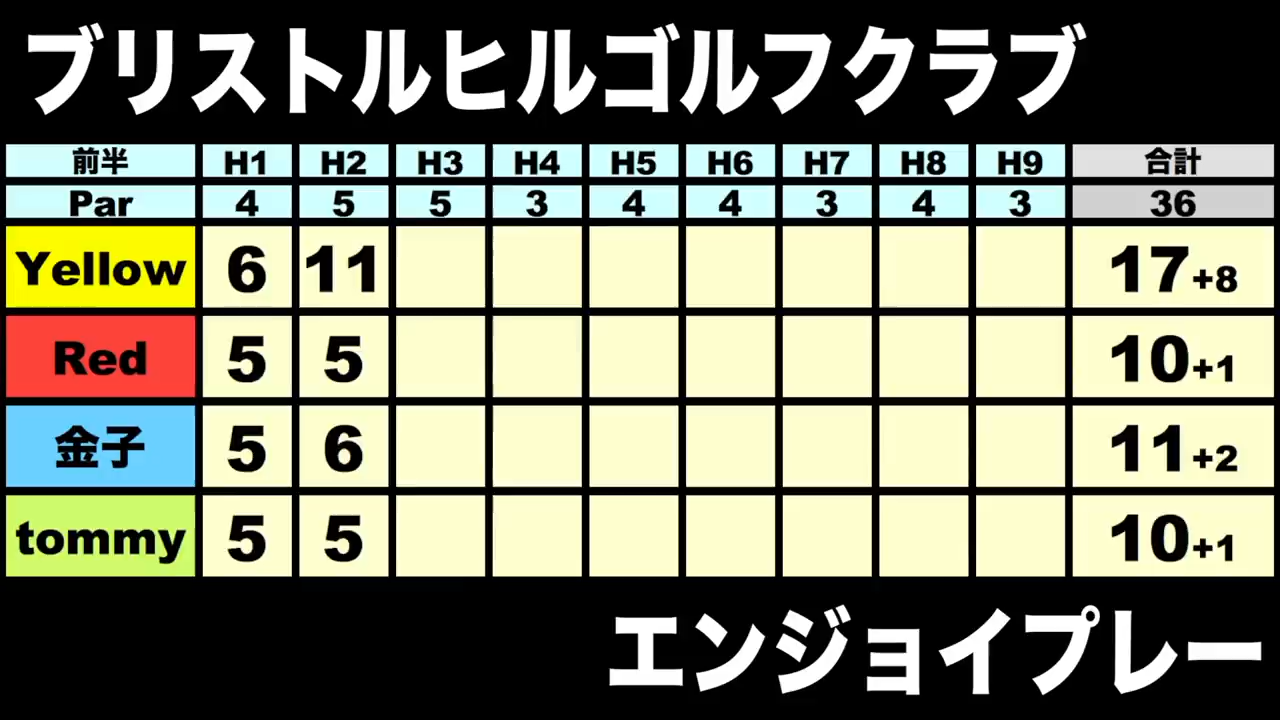 ブリストルヒルゴルフクラブ
前半 H1 H2 H3 H4 H5 H6 H7 H8 H9 合計
Par 4 5 5 3 4 4 3 4 3 36
Yellow 6 11 17+8
Red 5 5 10+1
金子 5 6 11+2
tommy 5 5 10+1
エンジョイプレー